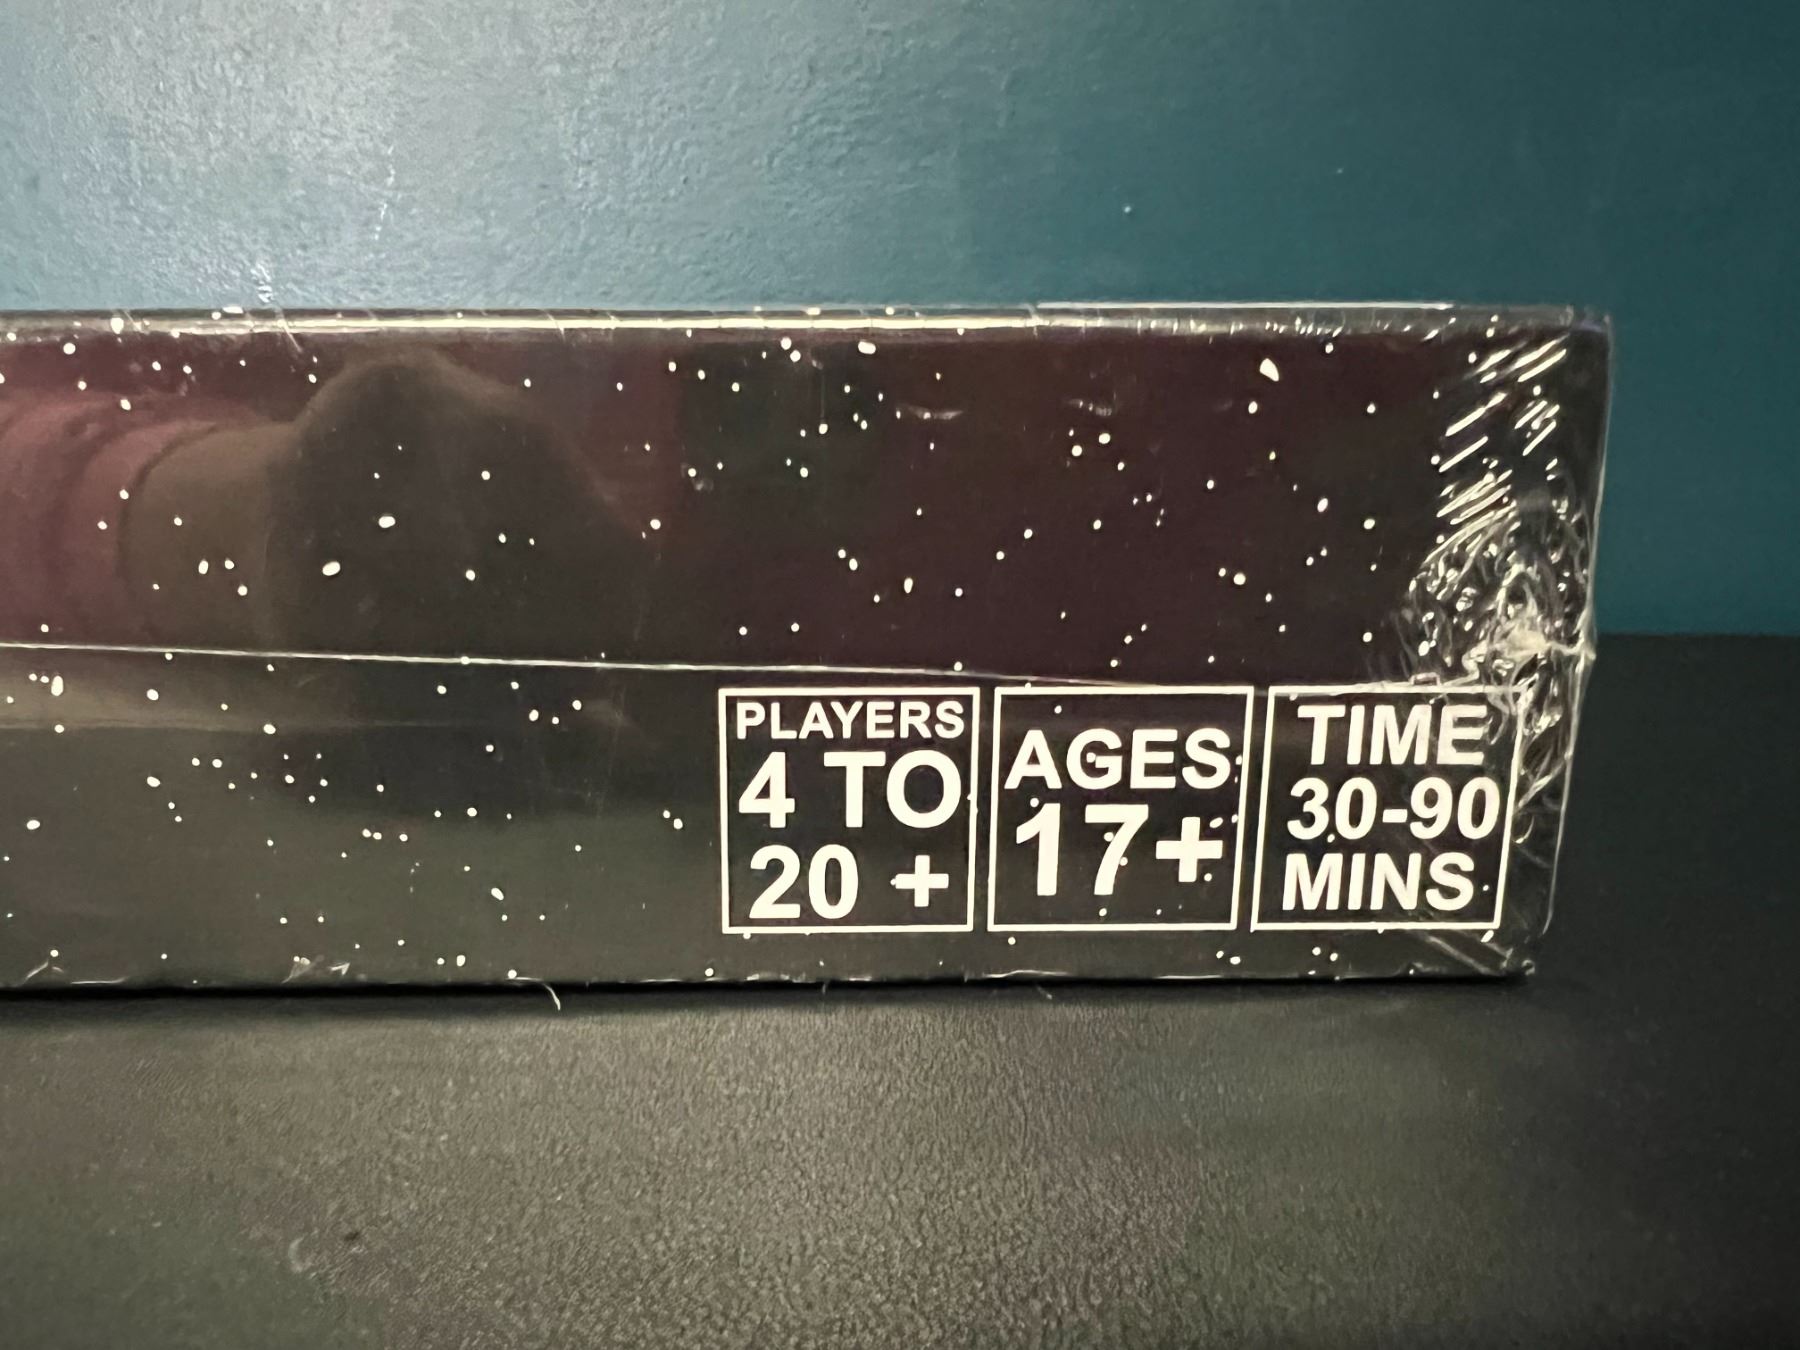 PLAYERS
4 TO
20 +
AGES
17+
TIME
30-90
MINS